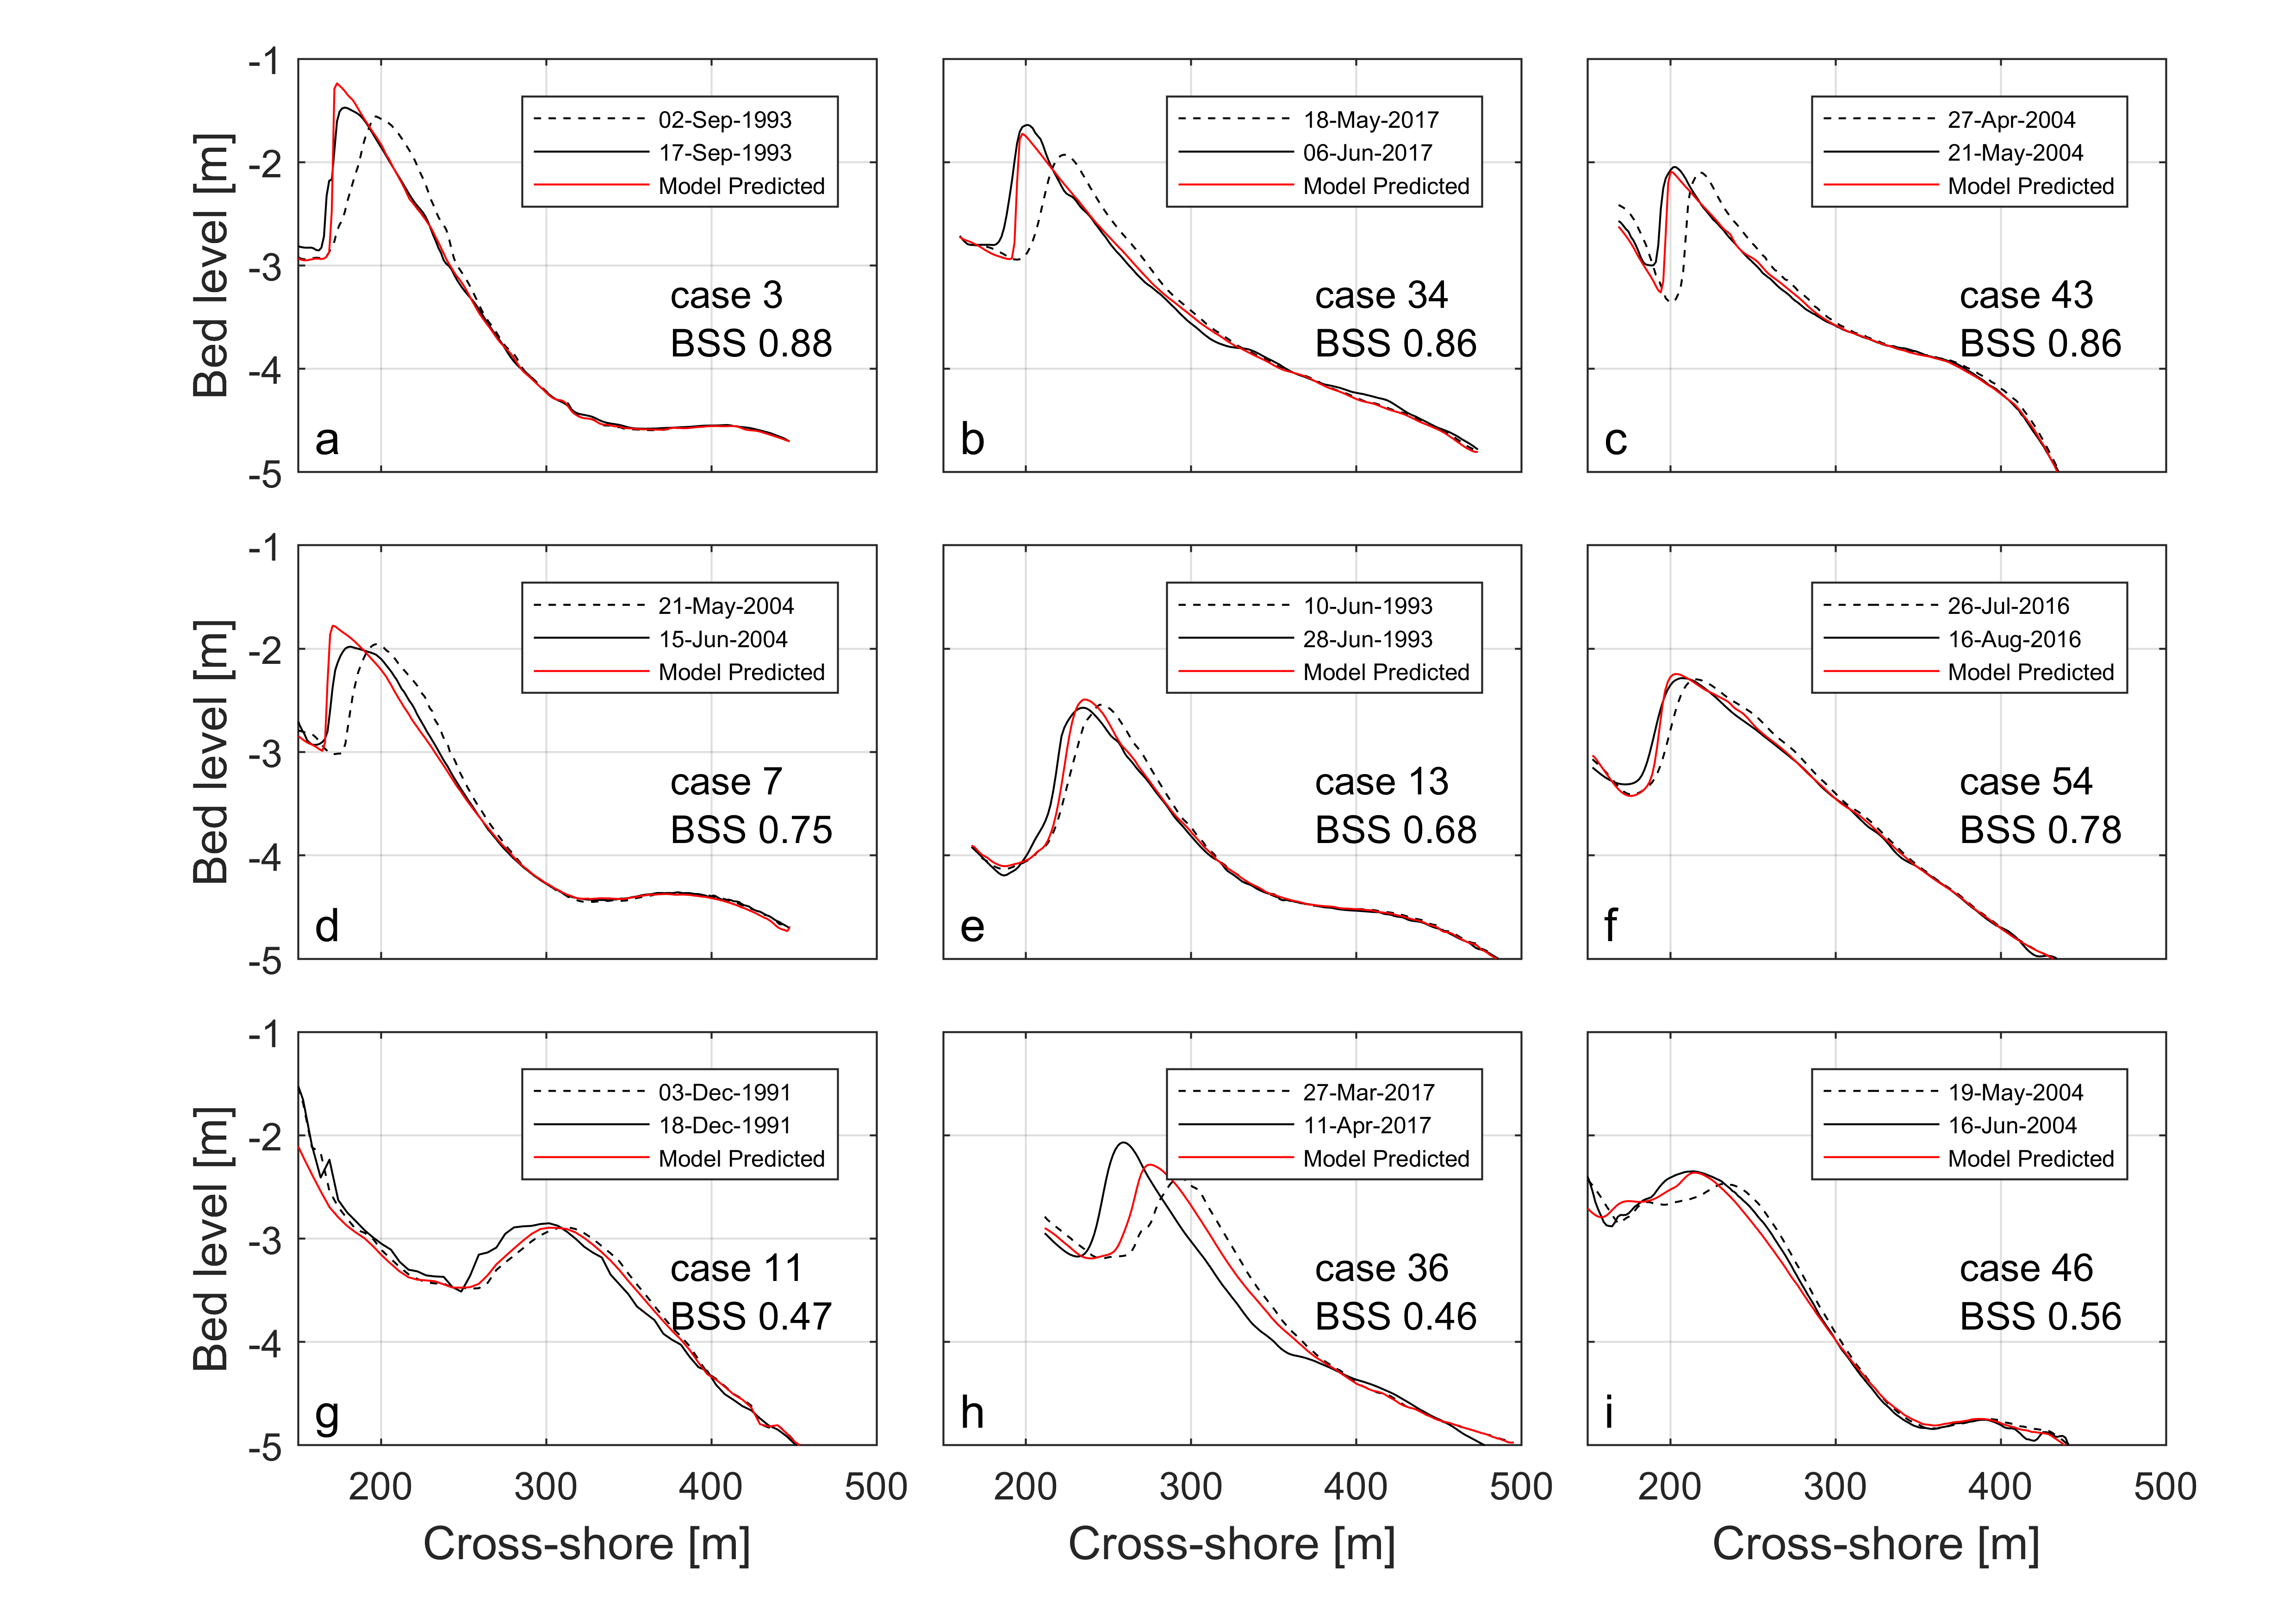 -1
-2
-3
-4
-5
Bed level [m]
02-Sep-1993
17-Sep-1993
Model Predicted
case 3
BSS 0.88
a
18-May-2017
06-Jun-2017
Model Predicted
case 34
BSS 0.86
b
27-Apr-2004
21-May-2004
Model Predicted
case 43
BSS 0.86
c
-1
-2
-3
-4
-5
Bed level [m]
21-May-2004
15-Jun-2004
Model Predicted
case 7
BSS 0.75
d
10-Jun-1993
28-Jun-1993
Model Predicted
case 13
BSS 0.68
e
26-Jul-2016
16-Aug-2016
Model Predicted
case 54
BSS 0.78
f
-1
-2
-3
-4
-5
Bed level [m]
03-Dec-1991
18-Dec-1991
Model Predicted
case 11
BSS 0.47
g
200 300 400 500
Cross-shore [m]
27-Mar-2017
11-Apr-2017
Model Predicted
case 36
BSS 0.46
h
200 300 400 500
Cross-shore [m]
19-May-2004
16-Jun-2004
Model Predicted
case 46
BSS 0.56
i
200 300 400 500
Cross-shore [m]